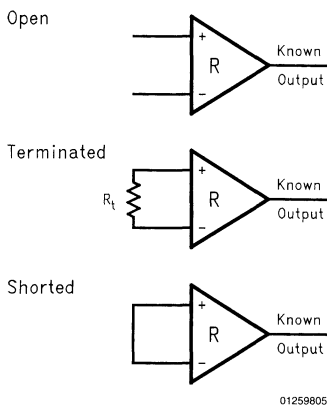 Open
+
R
−
Known
Output
Terminated
Rt
+
R
−
Known
Output
Shorted
+
R
−
Known
Output
01259805